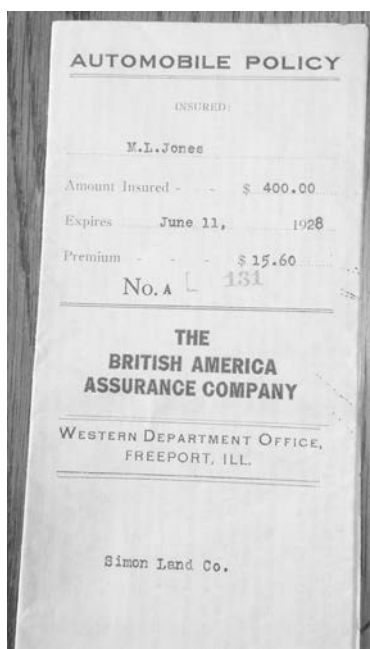 AUTOMOBILE POLICY
INSURED:
M.L.Jones
Amount Insured - - $ 400.00
Expires June 11, 1928
Premium - - - $ 15.60
No. A L 131
THE
BRITISH AMERICA
ASSURANCE COMPANY
WESTERN DEPARTMENT OFFICE,
FREEPORT, ILL.
Simon Land Co.